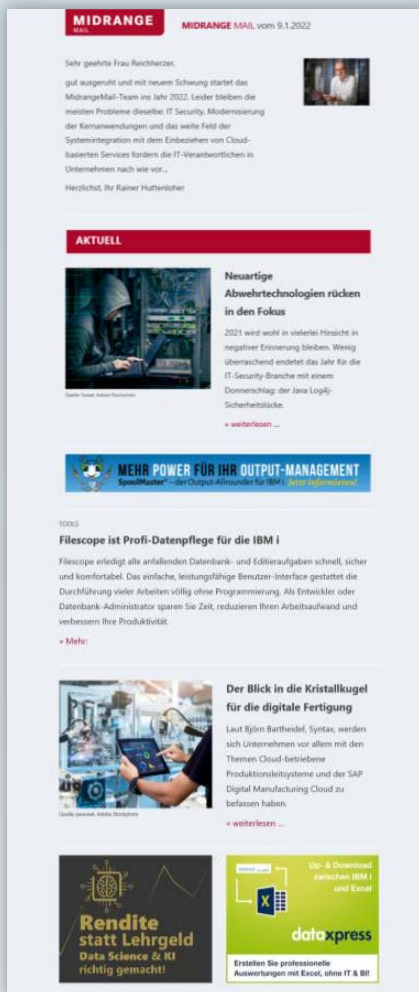 MIDRANGE
MAIL
MIDRANGE MAIL vom 9.1.2022
Sehr geehrte Frau Reichherzer,
gut ausgeruht und mit neuem Schwung startet das
MidrangeMail-Team ins Jahr 2022. Leider bleiben die
meisten Probleme dieselbe: IT Security, Modernisierung
der Kernanwendungen und das weite Feld der
Systemintegration mit dem Einbeziehen von Cloud-
basierten Services fordern die IT-Verantwortlichen in
Unternehmen nach wie vor...
Herzlichst, Ihr Rainer Huttenloher
AKTUELL
Neuartige
Abwehrtechnologien rücken
in den Fokus
2021 wird wohl in vielerlei Hinsicht in
negativer Erinnerung bleiben. Wenig
überraschend endetet das Jahr für die
IT-Security-Branche mit einem
Donnerschlag: der Java Log4j-
Sicherheitslücke.
» weiterlesen ...
MEHR POWER FÜR IHR OUTPUT-MANAGEMENT
SpoolMaster® – der Output-Allrounder für IBM i Jetzt informieren!
TOOLS
Filescope ist Profi-Datenpflege für die IBM i
Filescope erledigt alle anfallenden Datenbank- und Editieraufgaben schnell, sicher
und komfortabel. Das einfache, leistungsfähige Benutzer-Interface gestattet die
Durchführung vieler Arbeiten völlig ohne Programmierung. Als Entwickler oder
Datenbank-Administrator sparen Sie Zeit, reduzieren Ihren Arbeitsaufwand und
verbessern Ihre Produktivität.
» Mehr:
Der Blick in die Kristallkugel
für die digitale Fertigung
Laut Björn Bartheidel, Syntax, werden
sich Unternehmen vor allem mit den
Themen Cloud-betriebene
Produktionsleitsysteme und der SAP
Digital Manufacturing Cloud zu
befassen haben.
Quelle: Adobe Stockphoto
» weiterlesen ...
Rendite
statt Lehrgeld
Data Science & KI
richtig gemacht!
Up- & Download
zwischen IBM i
und Excel
dataxpress
Erstellen Sie professionelle
Auswertungen mit Excel, ohne IT & BI!